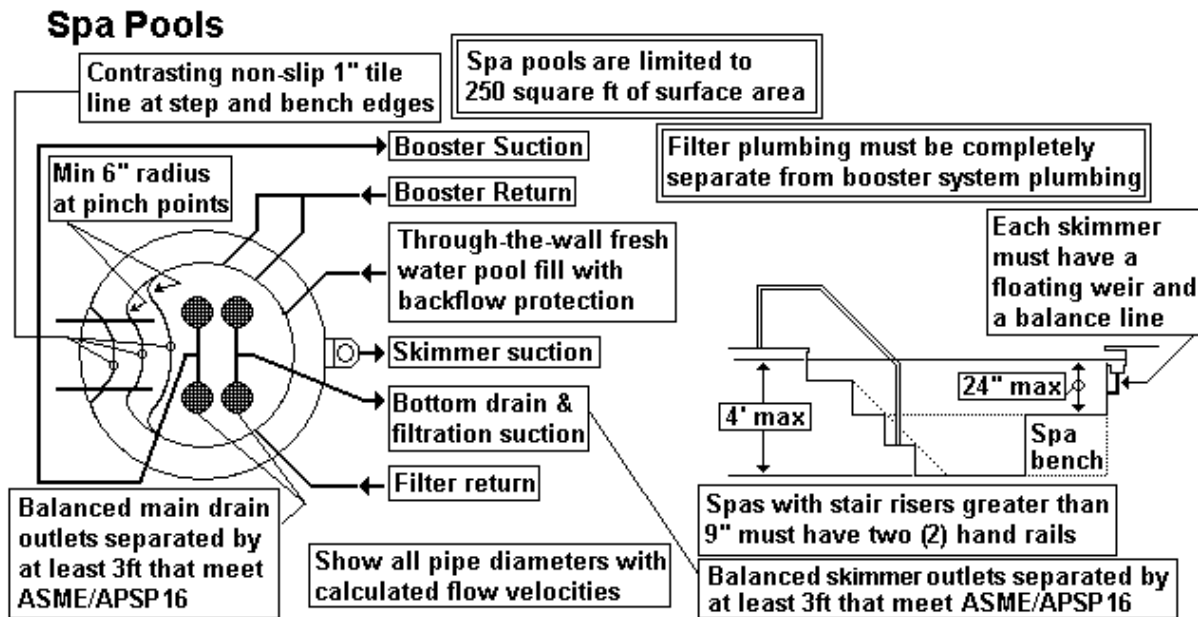 Spa Pools
Contrasting non-slip 1" tile
line at step and bench edges
Spa pools are limited to
250 square ft of surface area
Booster Suction
Filter plumbing must be completely
separate from booster system plumbing
Min 6" radius
at pinch points
Booster Return
Each skimmer
must have a
floating weir and
a balance line
Through-the-wall fresh
water pool fill with
backflow protection
Skimmer suction
24" max
4' max
Bottom drain &
filtration suction
Spa
bench
Filter return
Balanced main drain
outlets separated by
at least 3ft that meet
ASME/APSP16
Spas with stair risers greater than
9" must have two (2) hand rails
Show all pipe diameters with
calculated flow velocities
Balanced skimmer outlets separated by
at least 3ft that meet ASME/APSP16